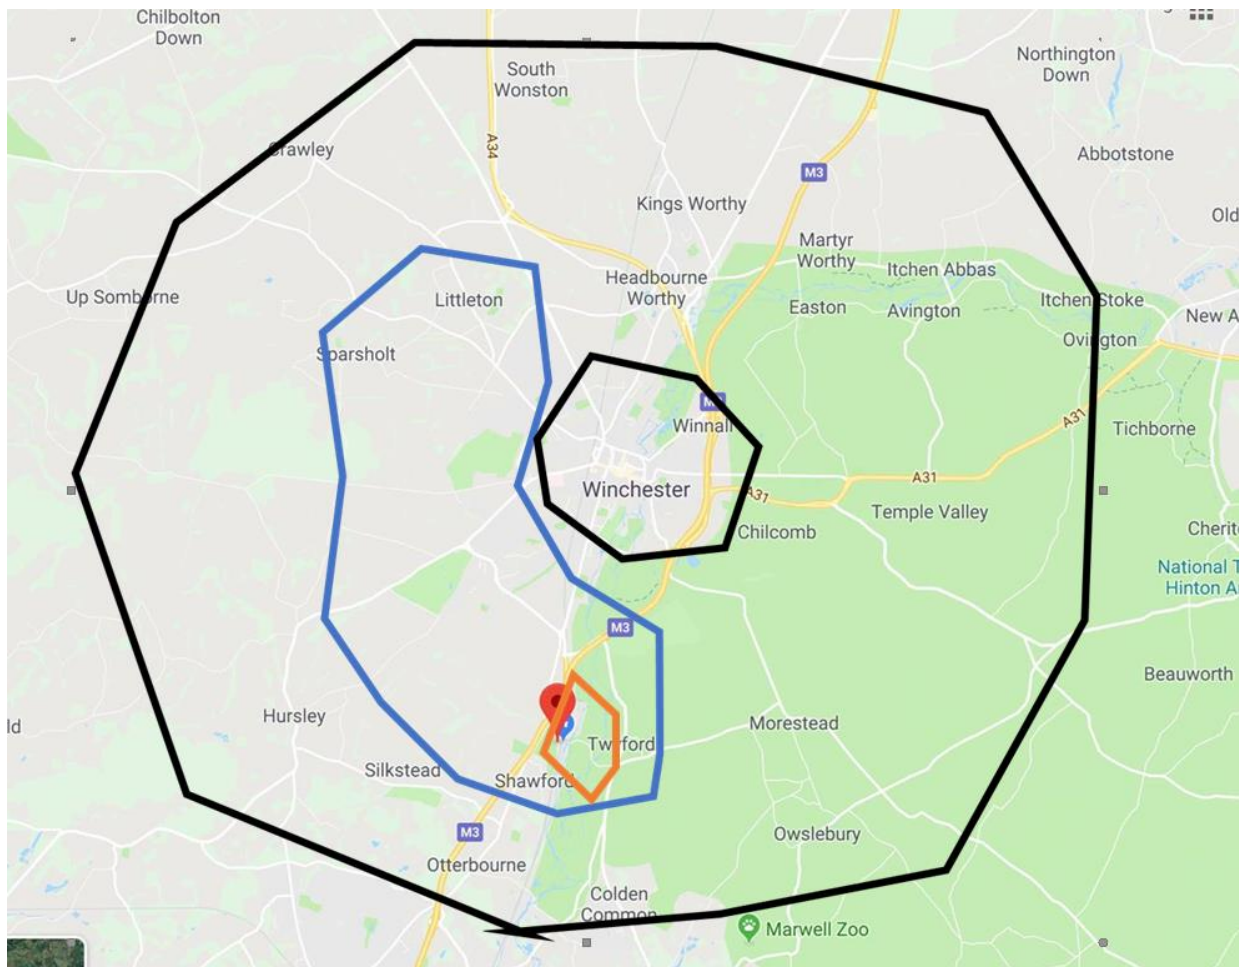 Chilbolton
Down
Northington
Down
South
Wonston
A34
Crawley
Abbotstone
M3
Kings Worthy
Old
Martyr
Worthy
Itchen Abbas
Headbourne
Worthy
Up Somborne
Littleton
Easton
Avington
Itchen Stoke
New A
Ovington
Sparsholt
M3
Winnall
A31
Tichborne
Winchester
A31
A31
Temple Valley
Chilcomb
Cherito
National T
Hinton A
M3
Beauworth
Hursley
Morestead
ld
Twyford
Silkstead
Shawford
M3
Owslebury
Otterbourne
Colden
Common
Marwell Zoo